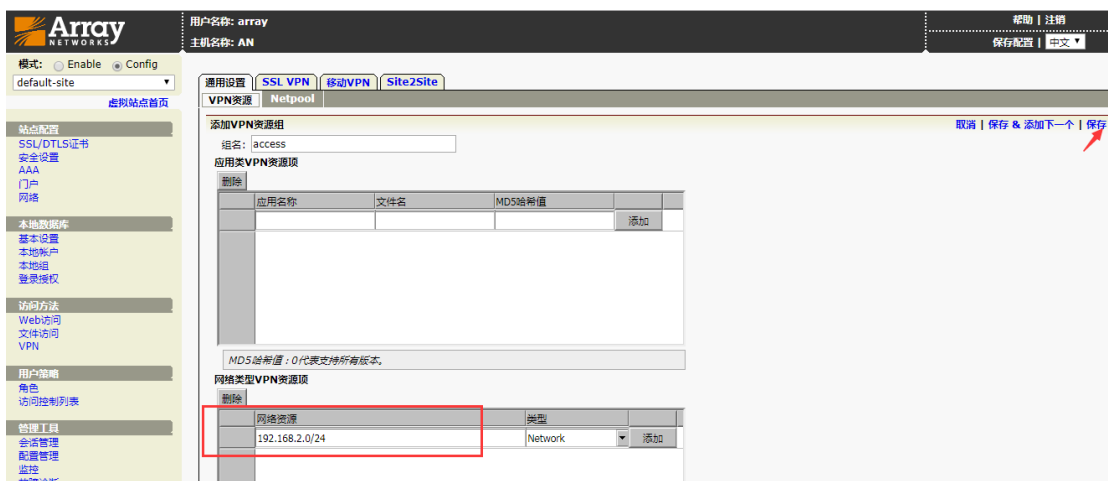 Array
NETWORKS
用户名称: array
主机名称: AN
帮助 | 注销
保存配置 | 中文
模式: Enable Config
default-site
虚拟站点首页
站点配置
SSL/DTLS证书
安全设置
AAA
门户
网络
本地数据库
基本设置
本地帐户
本地组
登录授权
访问方法
Web访问
文件访问
VPN
用户策略
角色
访问控制列表
管理工具
会话管理
配置管理
监控
通用设置 SSL VPN 移动VPN Site2Site
VPN资源 Netpool
添加VPN资源组
取消 | 保存 & 添加下一个 | 保存
组名: access
应用类VPN资源项
删除
应用名称 文件名 MD5哈希值
添加
MD5哈希值：0代表支持所有版本。
网络类型VPN资源项
删除
网络资源 类型
192.168.2.0/24 Network 添加